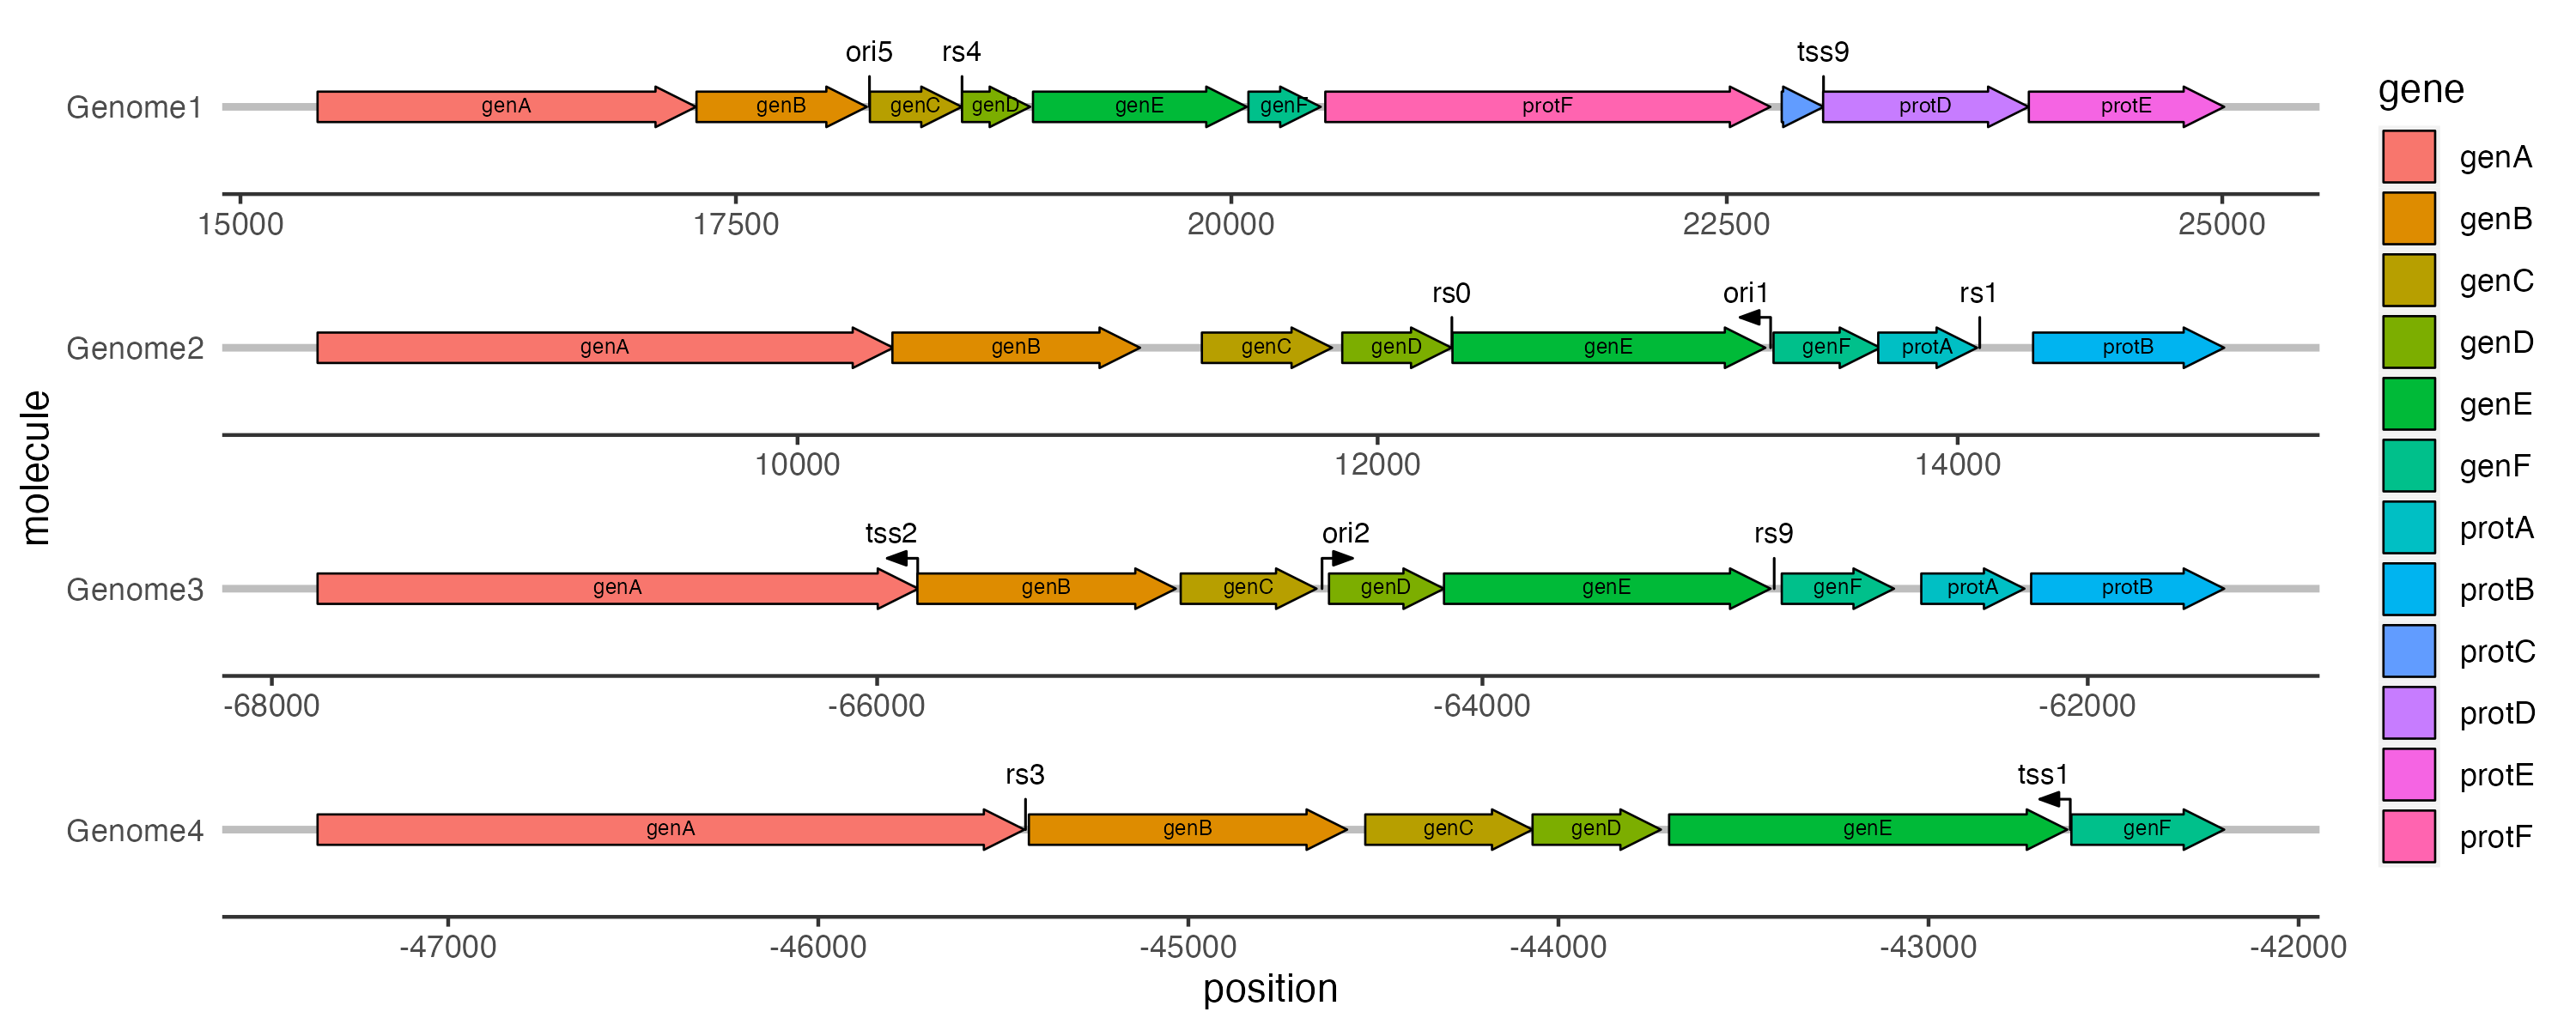 ori5 rs4 tss9
Genome1 genA genB genC genD genE genF protF protD protE
15000 17500 20000 22500 25000
rs0 ori1 rs1
Genome2 genA genB genC genD genE genF protA protB
10000 12000 14000
tss2 ori2 rs9
Genome3 genA genB genC genD genE genF protA protB
-68000 -66000 -64000 -62000
rs3 tss1
Genome4 genA genB genC genD genE genF
-47000 -46000 -45000 -44000 -43000 -42000
position
molecule
gene
genA
genB
genC
genD
genE
genF
protA
protB
protC
protD
protE
protF